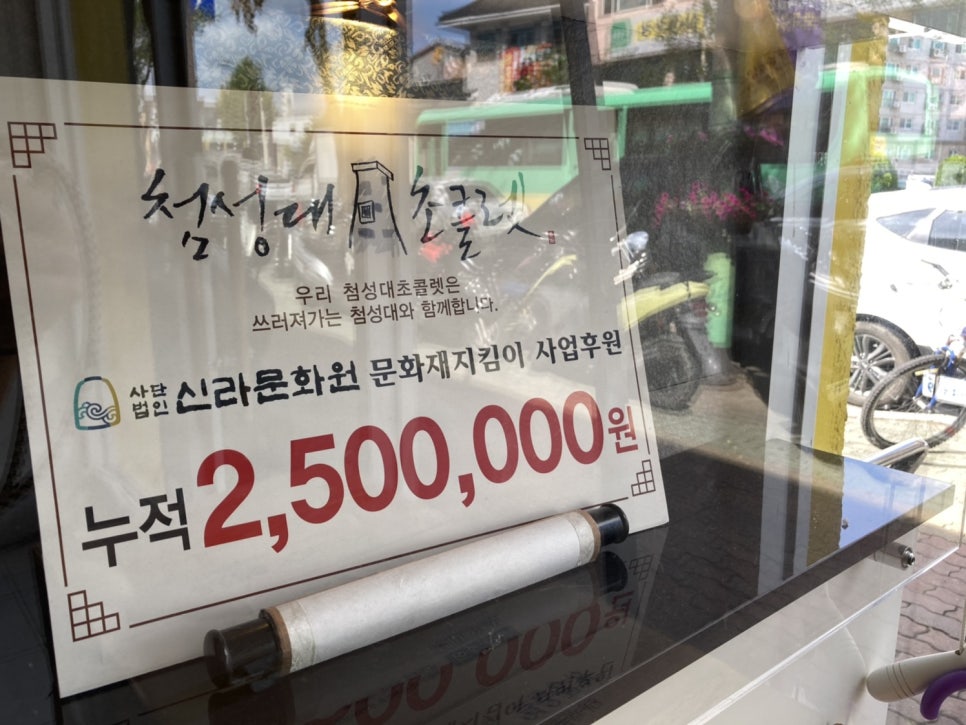 첨성대 초콜렛
우리 첨성대초콜렛은
쓰러져가는 첨성대와 함께합니다.
사단법인 신라문화원 문화재지킴이 사업후원
누적 2,500,000원